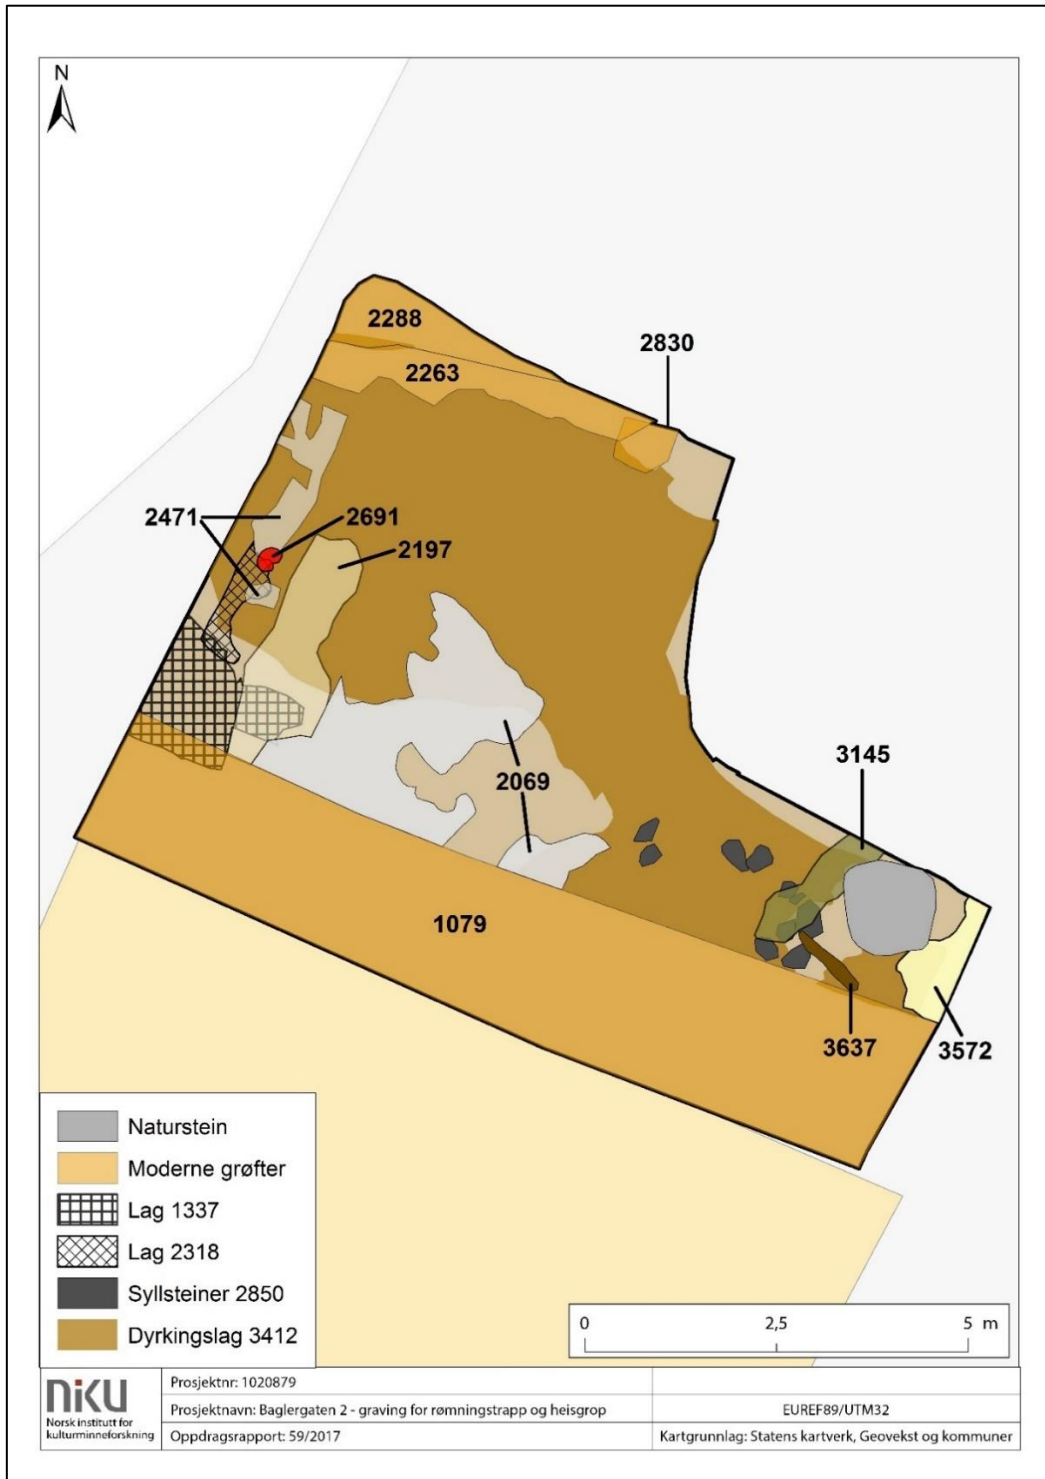 N
2288
2830
2263
2471
2691
2197
3145
2069
1079
3637
3572
Naturstein
Moderne grøfter
Lag 1337
Lag 2318
Syllsteiner 2850
Dyrkingslag 3412
0 2,5 5 m
niku
Norsk institutt for
kulturminneforskning
Prosjektnr: 1020879
Prosjektnavn: Baglergaten 2 - graving for rømningstrapp og heisgrop
EUREF89/UTM32
Oppdragsrapport: 59/2017
Kartgrunnlag: Statens kartverk, Geovekst og kommuner